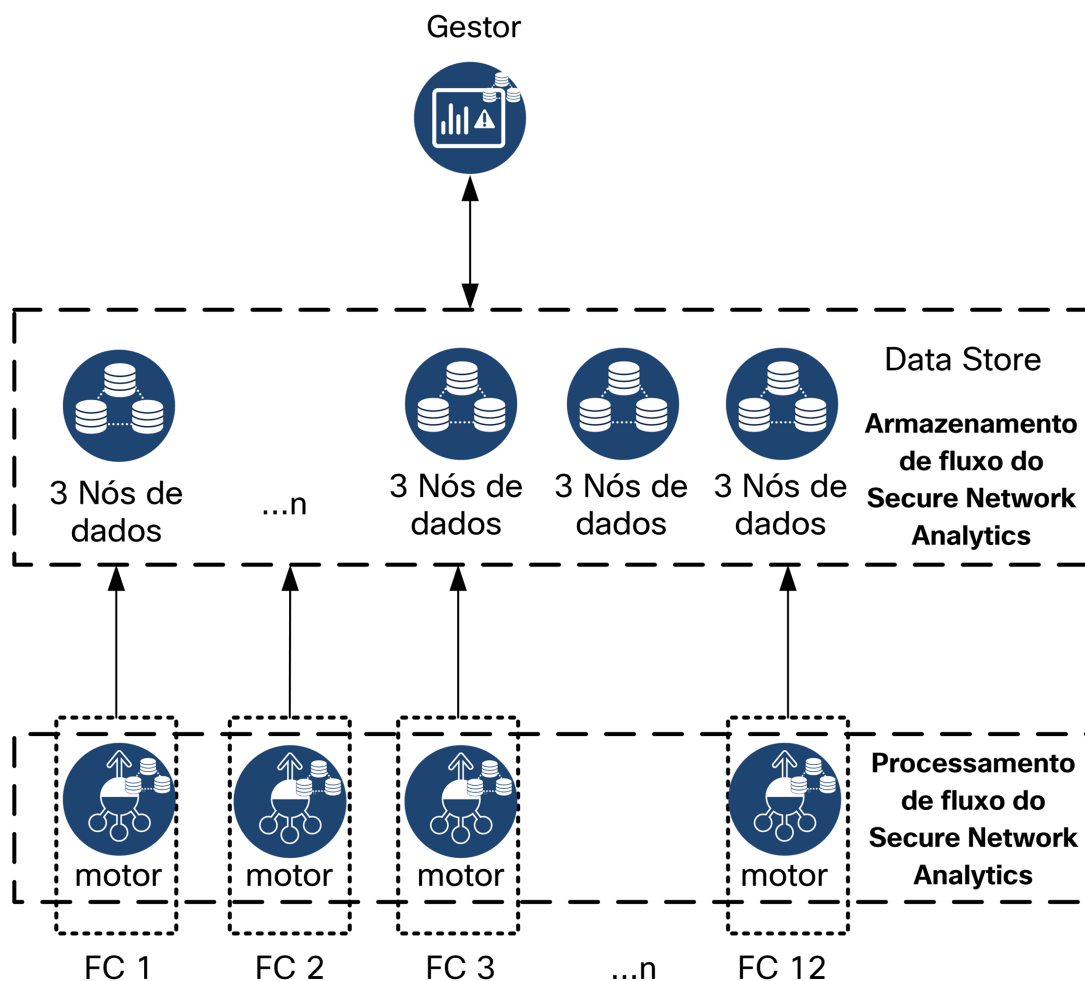 Gestor
Data Store
Armazenamento
de fluxo do
Secure Network
Analytics
3 Nós de
dados
...n
3 Nós de
dados
3 Nós de
dados
3 Nós de
dados
Processamento
de fluxo do
Secure Network
Analytics
motor
motor
motor
motor
FC 1
FC 2
FC 3
...n
FC 12